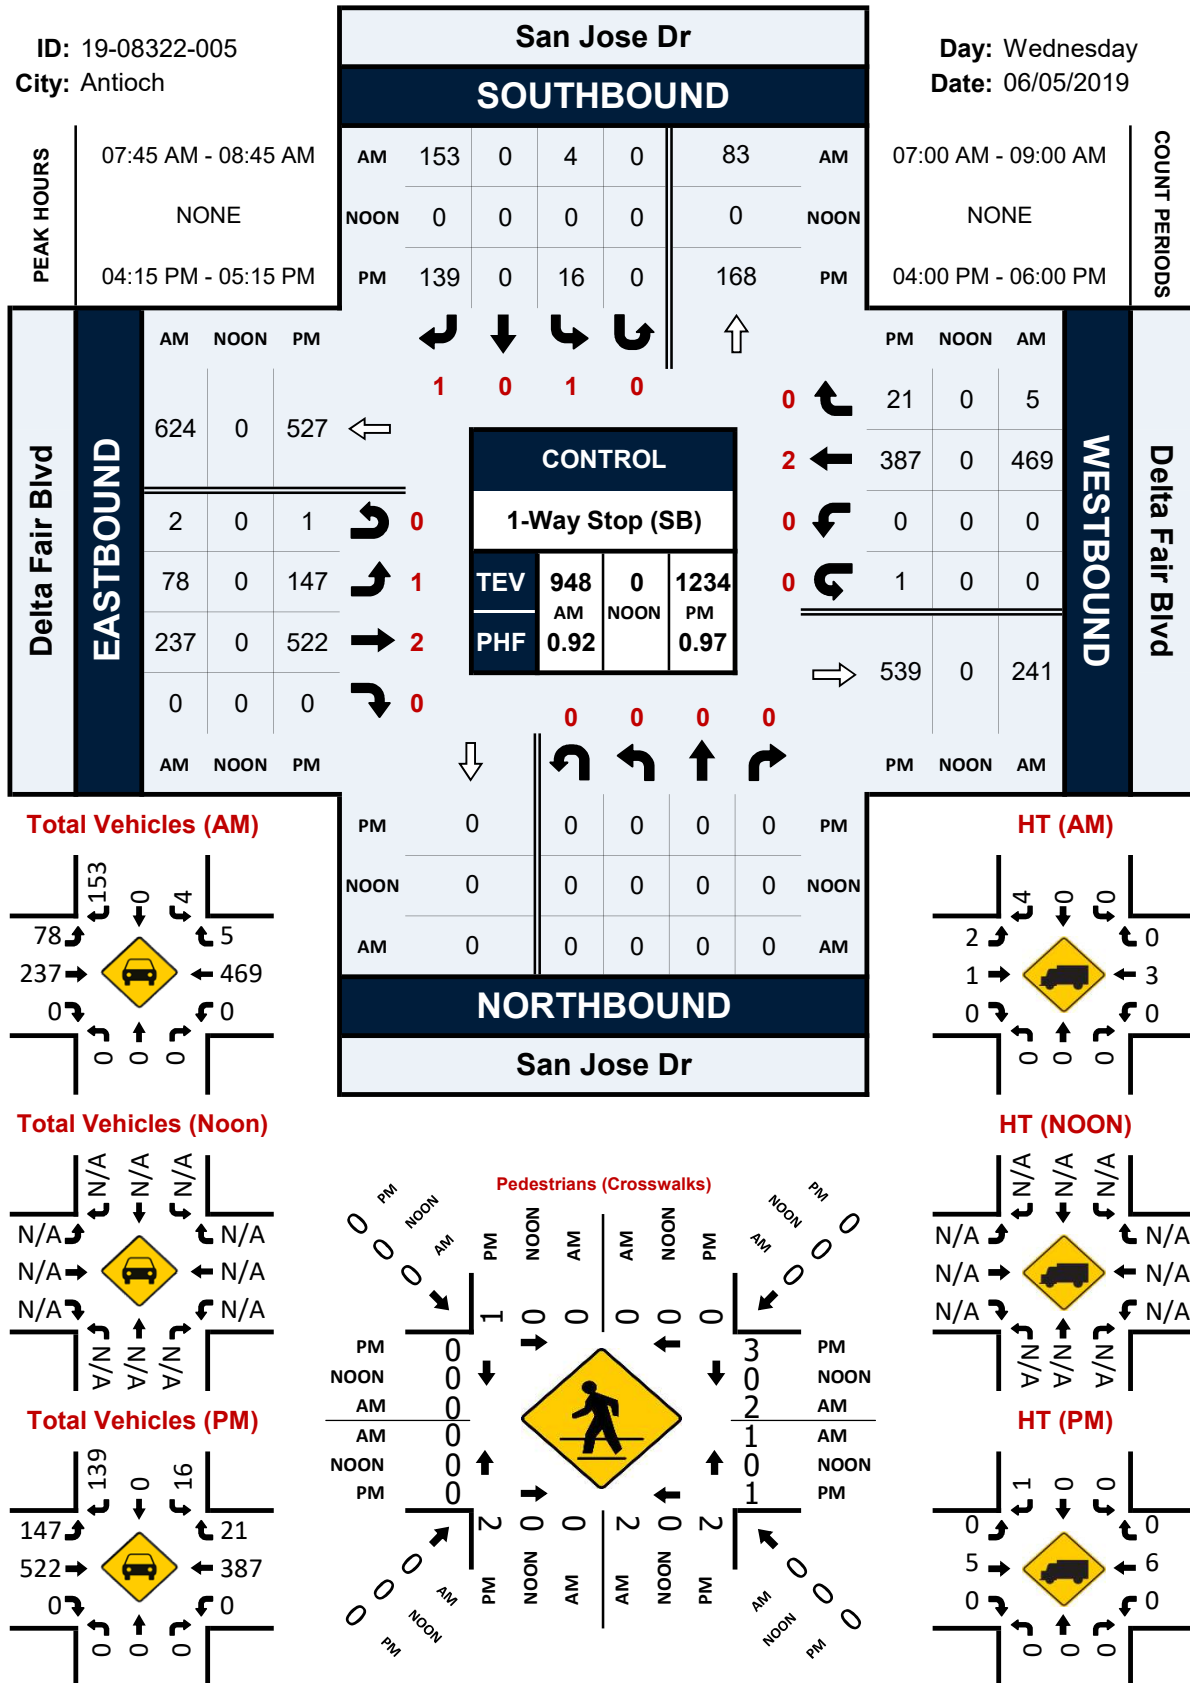 San Jose Dr
ID: 19-08322-005
City: Antioch
Day: Wednesday
Date: 06/05/2019
SOUTHBOUND
PEAK HOURS
07:45 AM - 08:45 AM
NONE
04:15 PM - 05:15 PM
AM 153 0 4 0 83 AM
NOON 0 0 0 0 0 NOON
PM 139 0 16 0 168 PM
07:00 AM - 09:00 AM
NONE
04:00 PM - 06:00 PM
COUNT PERIODS
1 0 1 0
Delta Fair Blvd
EASTBOUND
AM NOON PM
624 0 527
2 0 1 0
78 0 147 1
237 0 522 2
0 0 0 0
AM NOON PM
CONTROL
1-Way Stop (SB)
TEV 948 0 1234
AM NOON PM
PHF 0.92 0.97
PM NOON AM
0 21 0 5
2 387 0 469
0 0 0 0
0 1 0 0
539 0 241
PM NOON AM
WESTBOUND
Delta Fair Blvd
0 0 0 0
PM 0 0 0 0 0 PM
NOON 0 0 0 0 0 NOON
AM 0 0 0 0 0 AM
NORTHBOUND
San Jose Dr
Total Vehicles (AM)
153 0 4
78 5
237 469
0 0
0 0 0
HT (AM)
4 0 0
2 0
1 3
0 0
0 0 0
Total Vehicles (Noon)
N/A N/A N/A
N/A N/A
N/A N/A
N/A N/A
N/A N/A N/A
HT (NOON)
N/A N/A N/A
N/A N/A
N/A N/A
N/A N/A
N/A N/A N/A
Total Vehicles (PM)
139 0 16
147 21
522 387
0 0
0 0 0
HT (PM)
1 0 0
0 0
5 6
0 0
0 0 0
Pedestrians (Crosswalks)
PM NOON AM
0 0 0
PM NOON AM AM NOON PM
1 0 0 0 0 0
PM NOON AM
0 0 0
PM 0 3 PM
NOON 0 0 NOON
AM 0 2 AM
AM 0 1 AM
NOON 0 0 NOON
PM 0 1 PM
2 0 0 2 0 2
PM NOON AM AM NOON PM
0 0 0
AM NOON PM
0 0 0
AM NOON PM